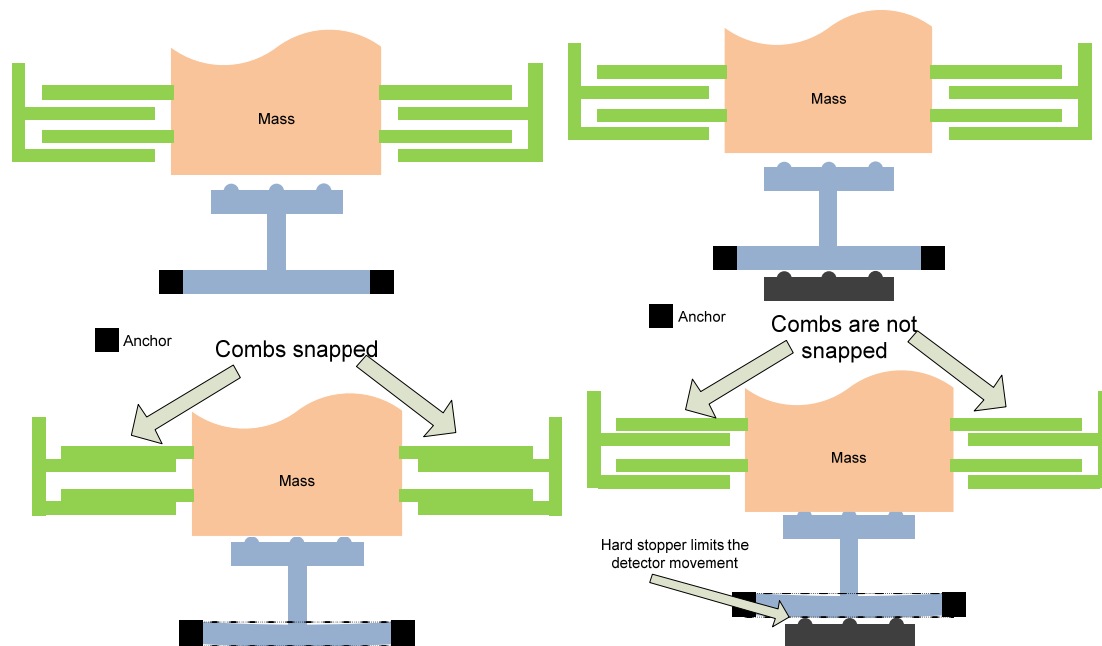 Mass
Mass
Anchor
Anchor
Combs snapped
Combs are not
snapped
Mass
Mass
Hard stopper limits the
detector movement